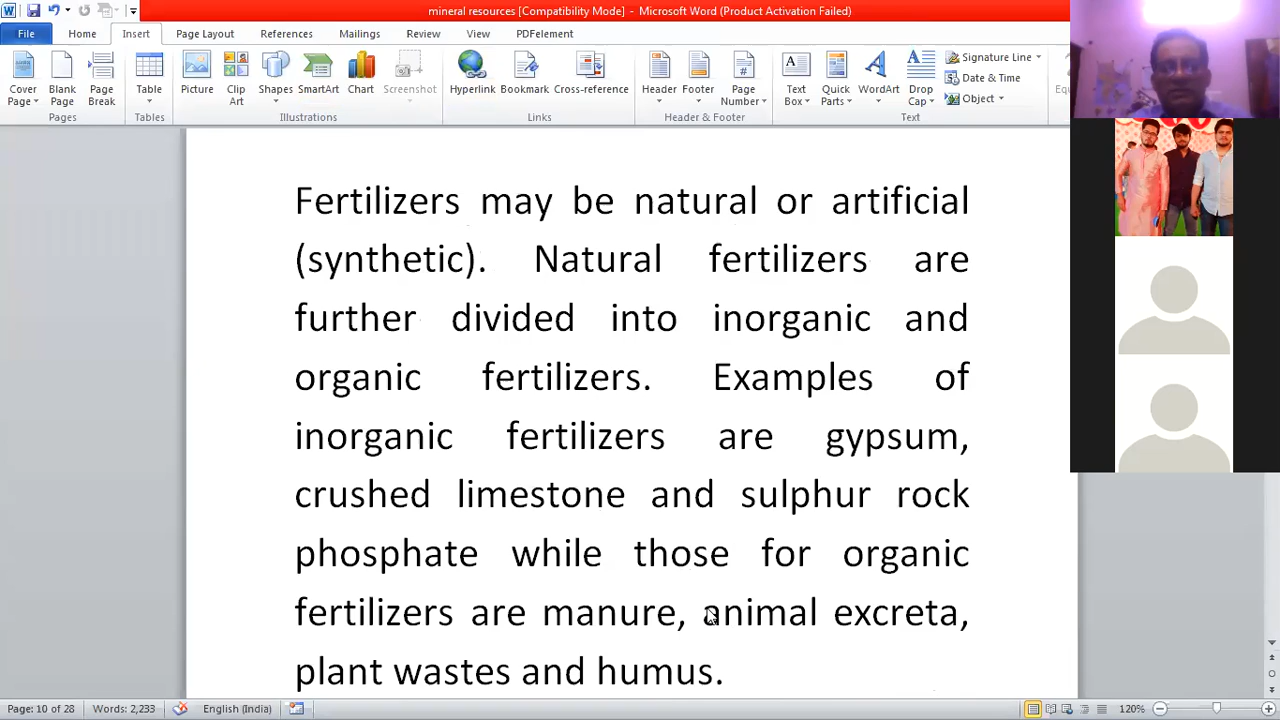 mineral resources [Compatibility Mode] - Microsoft Word (Product Activation Failed)
File Home Insert Page Layout References Mailings Review View PDFelement
Cover Page Blank Page Page Break Table Picture Clip Art Shapes SmartArt Chart Screenshot Hyperlink Bookmark Cross-reference Header Footer Page Number Text Box Quick Parts WordArt Drop Cap Signature Line Date & Time Object
Pages Tables Illustrations Links Header & Footer Text
Fertilizers may be natural or artificial
(synthetic). Natural fertilizers are
further divided into inorganic and
organic fertilizers. Examples of
inorganic fertilizers are gypsum,
crushed limestone and sulphur rock
phosphate while those for organic
fertilizers are manure, animal excreta,
plant wastes and humus.
Page: 10 of 28 Words: 2,233 English (India) 120%